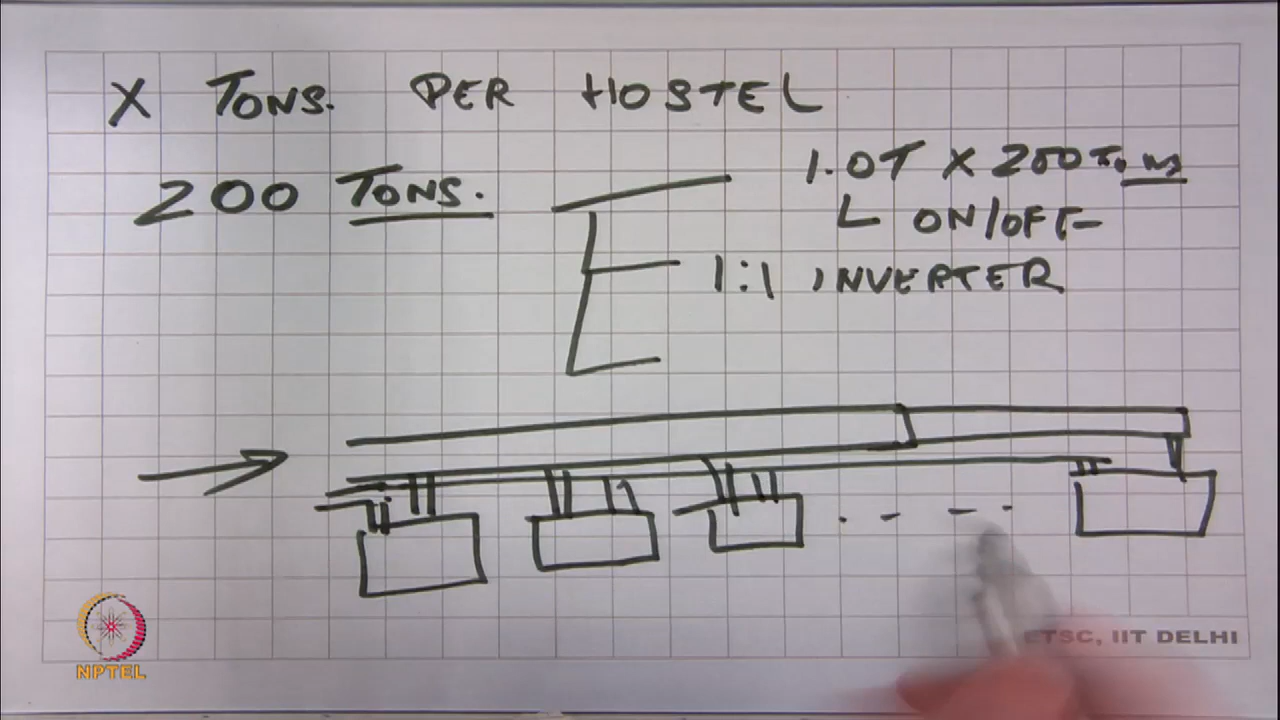 X TONS. PER HOSTEL
200 TONS.
1.0T X 200 TONS
ON/OFF
1:1 INVERTER
NPTEL
ETSC, IIT DELHI